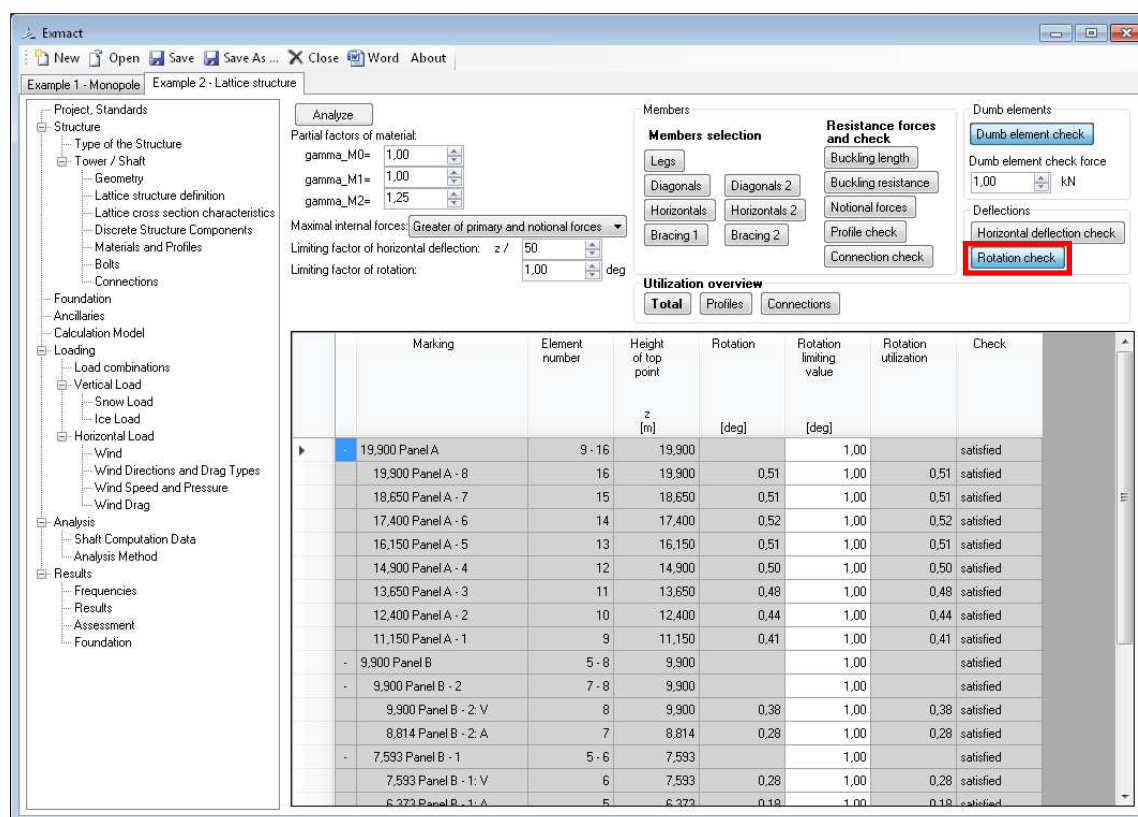 Exmact
New Open Save Save As ... Close Word About
Example 1 - Monopole Example 2 - Lattice structure
Project, Standards
Structure
Type of the Structure
Tower / Shaft
Geometry
Lattice structure definition
Lattice cross section characteristics
Discrete Structure Components
Materials and Profiles
Bolts
Connections
Foundation
Ancillaries
Calculation Model
Loading
Load combinations
Vertical Load
Snow Load
Ice Load
Horizontal Load
Wind
Wind Directions and Drag Types
Wind Speed and Pressure
Wind Drag
Analysis
Shaft Computation Data
Analysis Method
Results
Frequencies
Results
Assessment
Foundation
Analyze
Partial factors of material:
gamma_M0= 1,00
gamma_M1= 1,00
gamma_M2= 1,25
Maximal internal forces: Greater of primary and notional forces
Limiting factor of horizontal deflection: z / 50
Limiting factor of rotation: 1,00 deg
Members
Members selection
Legs
Diagonals Diagonals 2
Horizontals Horizontals 2
Bracing 1 Bracing 2
Resistance forces
and check
Buckling length
Buckling resistance
Notional forces
Profile check
Connection check
Utilization overview
Total Profiles Connections
Dumb elements
Dumb element check
Dumb element check force
1,00 kN
Deflections
Horizontal deflection check
Rotation check
Marking Element number Height of top point z [m] Rotation [deg] Rotation limiting value [deg] Rotation utilization Check
- 19,900 Panel A 9 - 16 19,900 1,00 satisfied
19,900 Panel A - 8 16 19,900 0,51 1,00 0,51 satisfied
18,650 Panel A - 7 15 18,650 0,51 1,00 0,51 satisfied
17,400 Panel A - 6 14 17,400 0,52 1,00 0,52 satisfied
16,150 Panel A - 5 13 16,150 0,51 1,00 0,51 satisfied
14,900 Panel A - 4 12 14,900 0,50 1,00 0,50 satisfied
13,650 Panel A - 3 11 13,650 0,48 1,00 0,48 satisfied
12,400 Panel A - 2 10 12,400 0,44 1,00 0,44 satisfied
11,150 Panel A - 1 9 11,150 0,41 1,00 0,41 satisfied
- 9,900 Panel B 5 - 8 9,900 1,00 satisfied
- 9,900 Panel B - 2 7 - 8 9,900 1,00 satisfied
9,900 Panel B - 2: V 8 9,900 0,38 1,00 0,38 satisfied
8,814 Panel B - 2: A 7 8,814 0,28 1,00 0,28 satisfied
- 7,593 Panel B - 1 5 - 6 7,593 1,00 satisfied
7,593 Panel B - 1: V 6 7,593 0,28 1,00 0,28 satisfied
6,373 Panel B - 1: A 5 6,373 0,18 1,00 0,18 satisfied